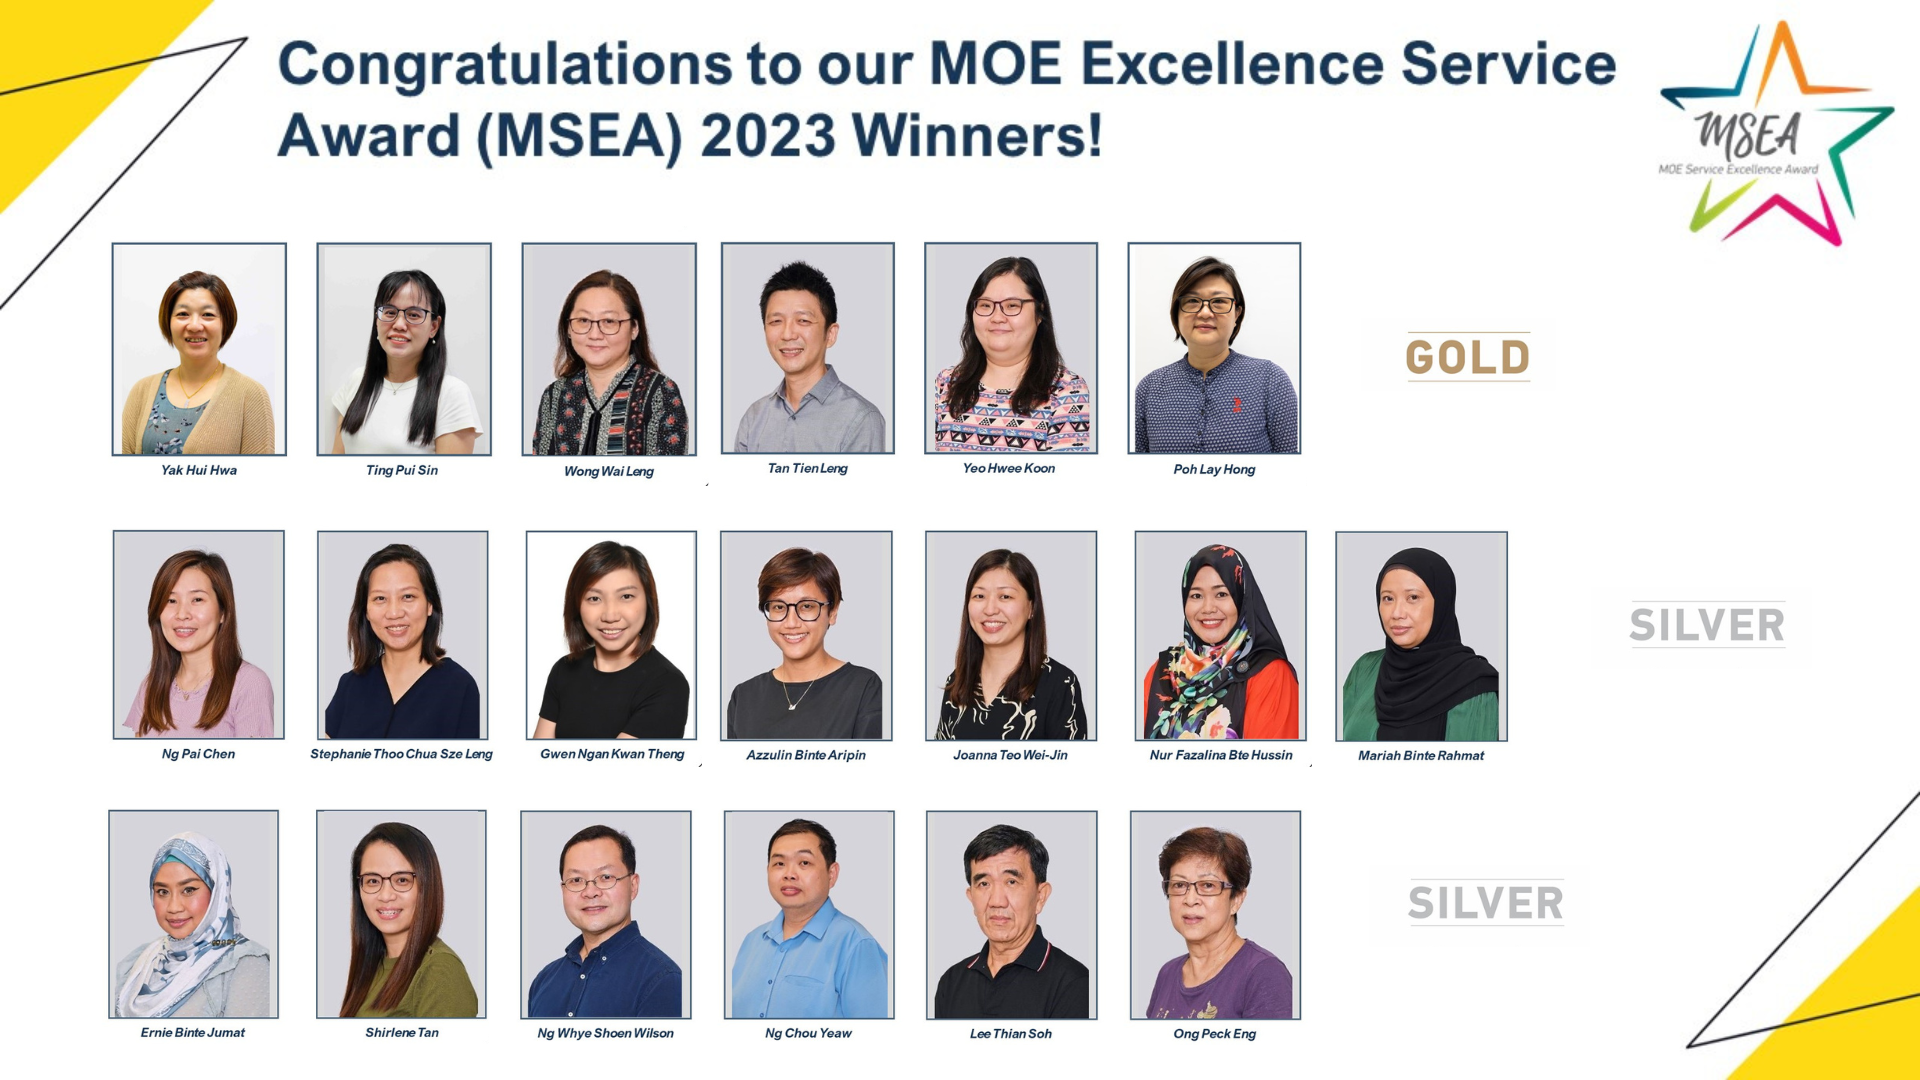 Congratulations to our MOE Excellence Service
Award (MSEA) 2023 Winners!
MSEA
MOE Service Excellence Award
Yak Hui Hwa
Ting Pui Sin
Wong Wai Leng
Tan Tien Leng
Yeo Hwee Koon
Poh Lay Hong
GOLD
Ng Pai Chen
Stephanie Thoo Chua Sze Leng
Gwen Ngan Kwan Theng
Azzulin Binte Aripin
Joanna Teo Wei-Jin
Nur Fazalina Bte Hussin
Mariah Binte Rahmat
SILVER
Ernie Binte Jumat
Shirlene Tan
Ng Whye Shoen Wilson
Ng Chou Yeaw
Lee Thian Soh
Ong Peck Eng
SILVER